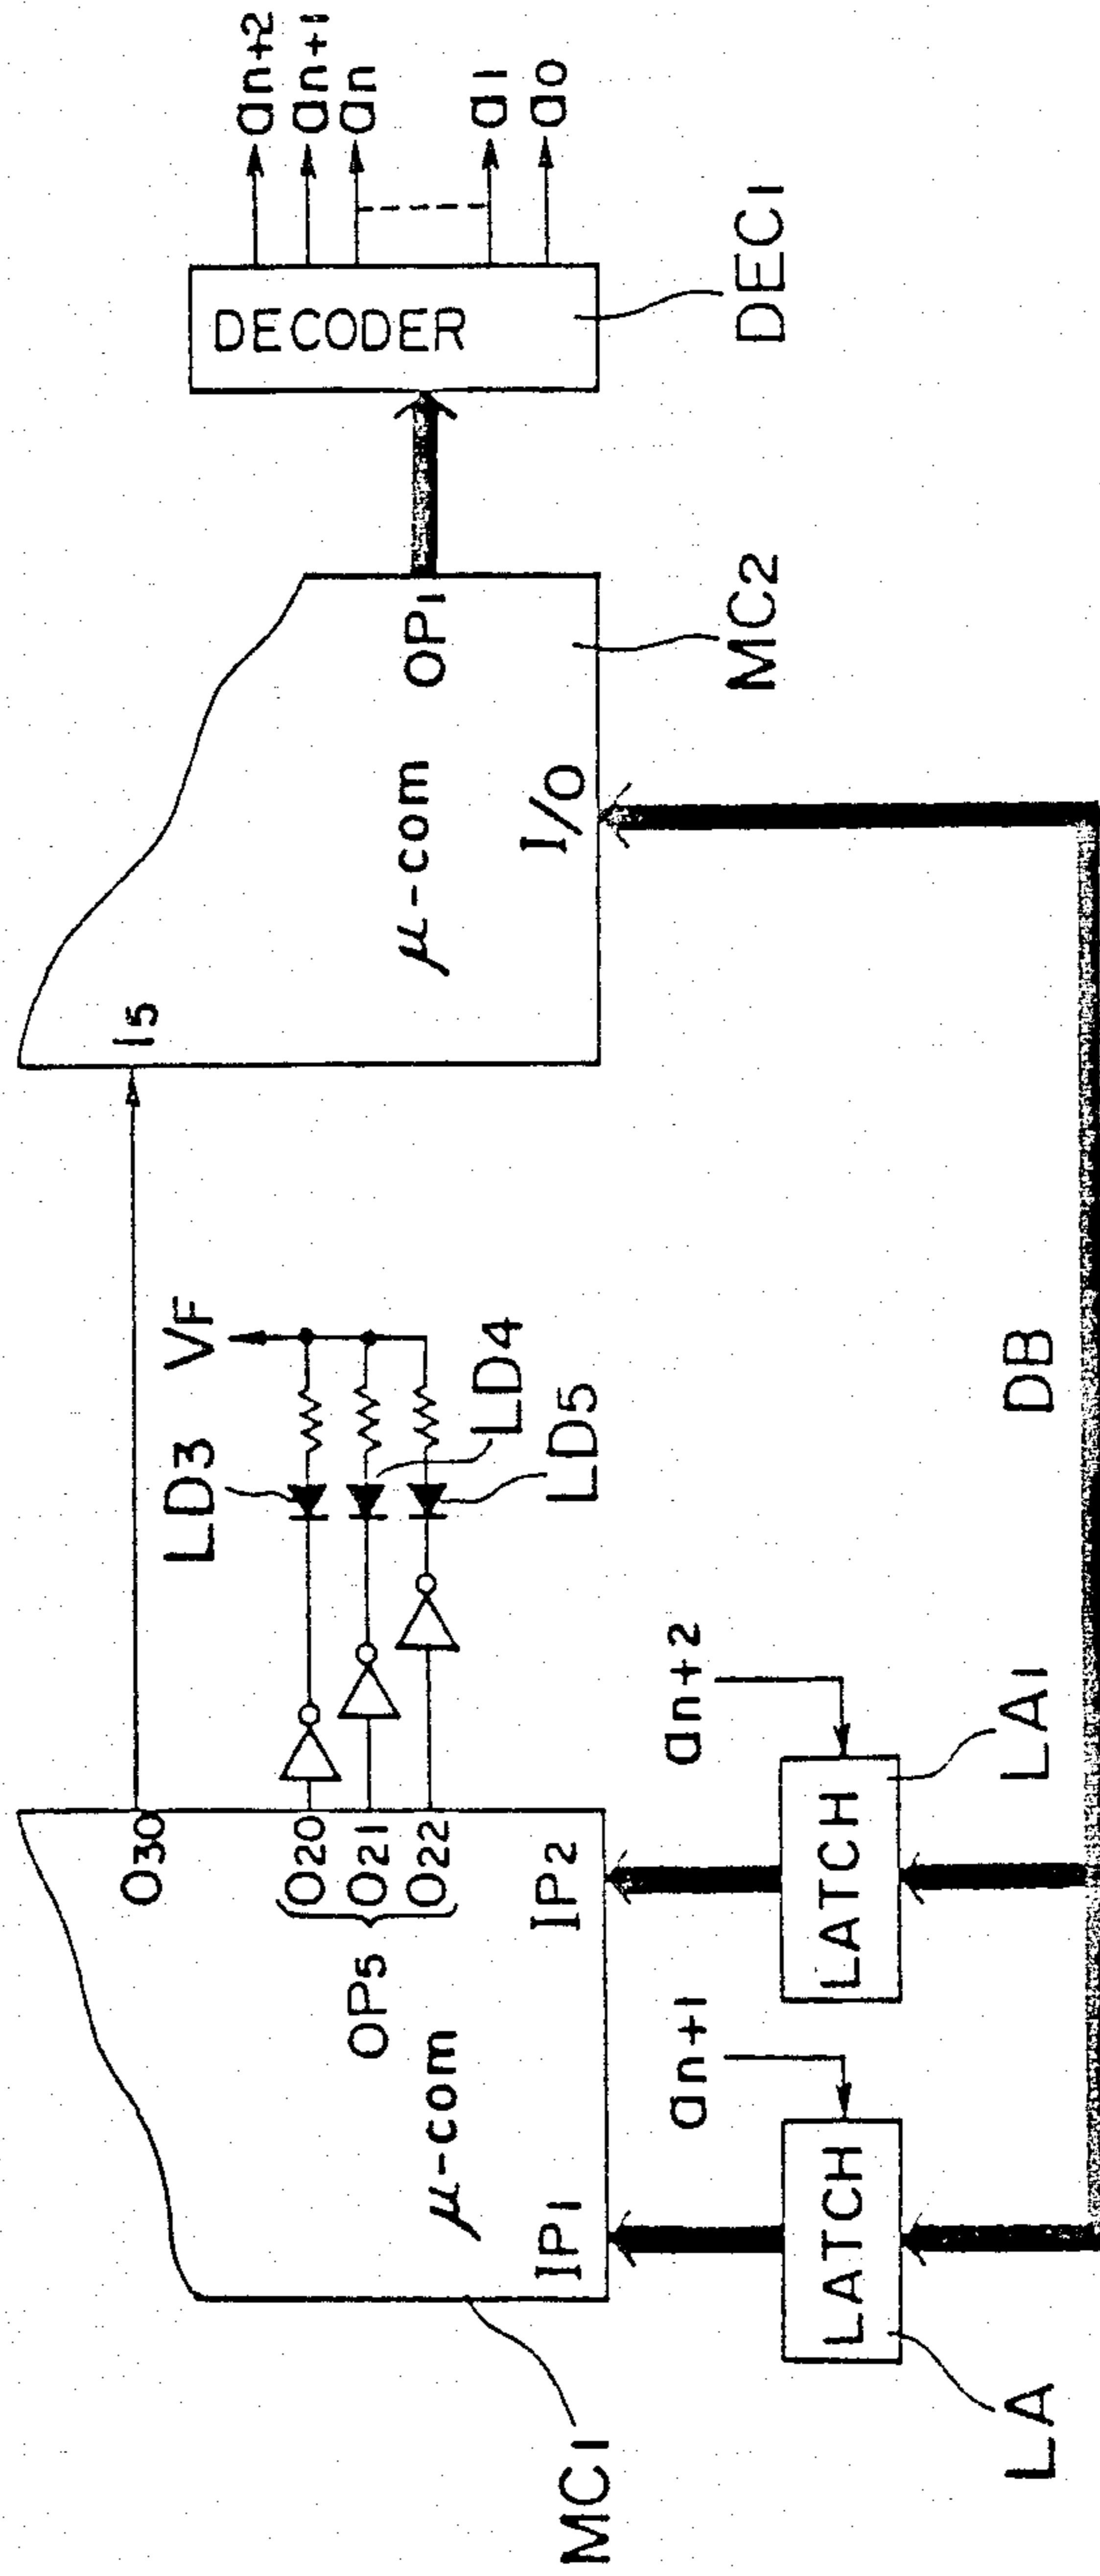 MC1
μ-com
IP1
IP2
OP5
O30
O20
O21
O22
LD3
VF
LD4
LD5
I5
μ-com
I/O
OP1
MC2
DECODER
DEC1
an+2
an+1
an
a1
a0
LATCH
an+1
LA
LATCH
an+2
LA1
DB